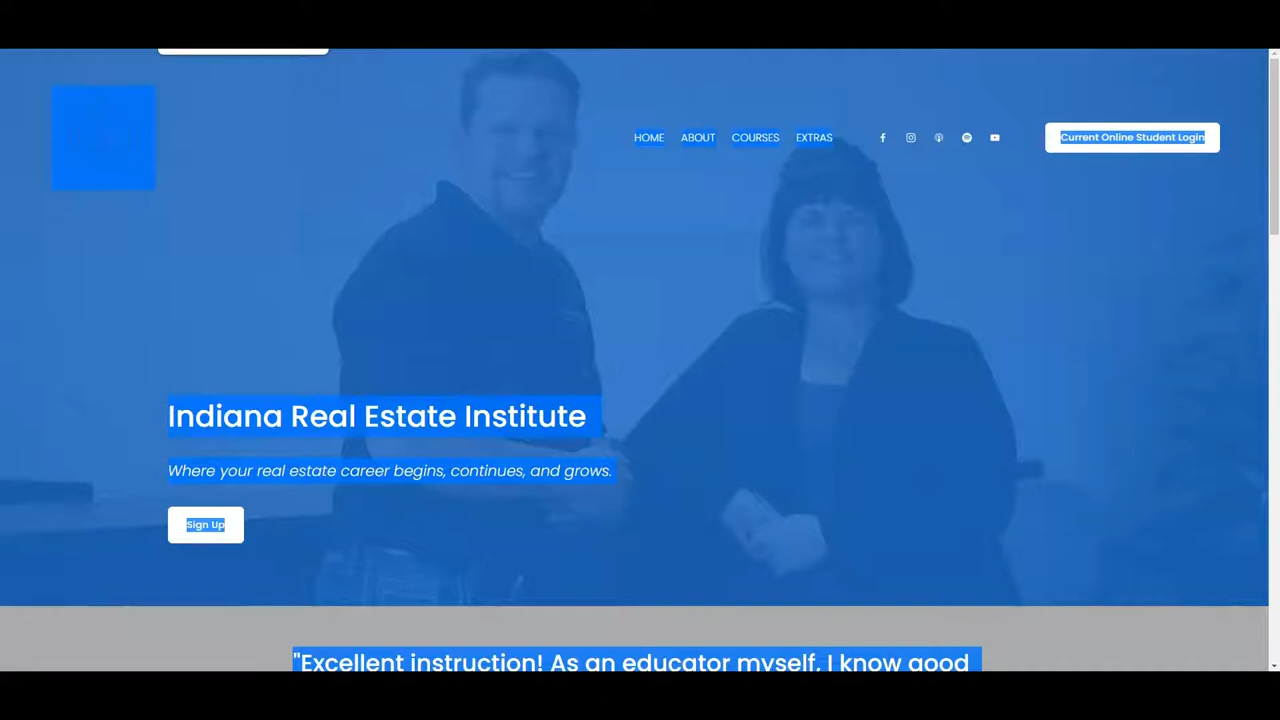 HOME ABOUT COURSES EXTRAS Current Online Student Login
Indiana Real Estate Institute
Where your real estate career begins, continues, and grows.
Sign Up
"Excellent instruction! As an educator myself, I know good